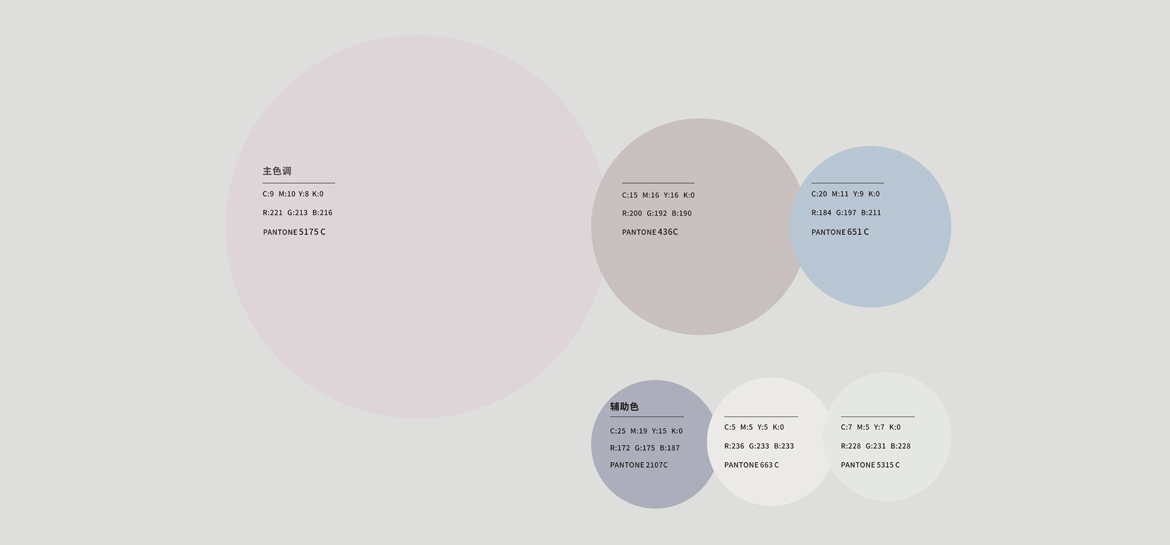 主色调
C:9 M:10 Y:8 K:0
R:221 G:213 B:216
PANTONE 5175 C
C:15 M:16 Y:16 K:0
R:200 G:192 B:190
PANTONE 436C
C:20 M:11 Y:9 K:0
R:184 G:197 B:211
PANTONE 651 C
辅助色
C:25 M:19 Y:15 K:0
R:172 G:175 B:187
PANTONE 2107C
C:5 M:5 Y:5 K:0
R:236 G:233 B:233
PANTONE 663 C
C:7 M:5 Y:7 K:0
R:228 G:231 B:228
PANTONE 5315 C